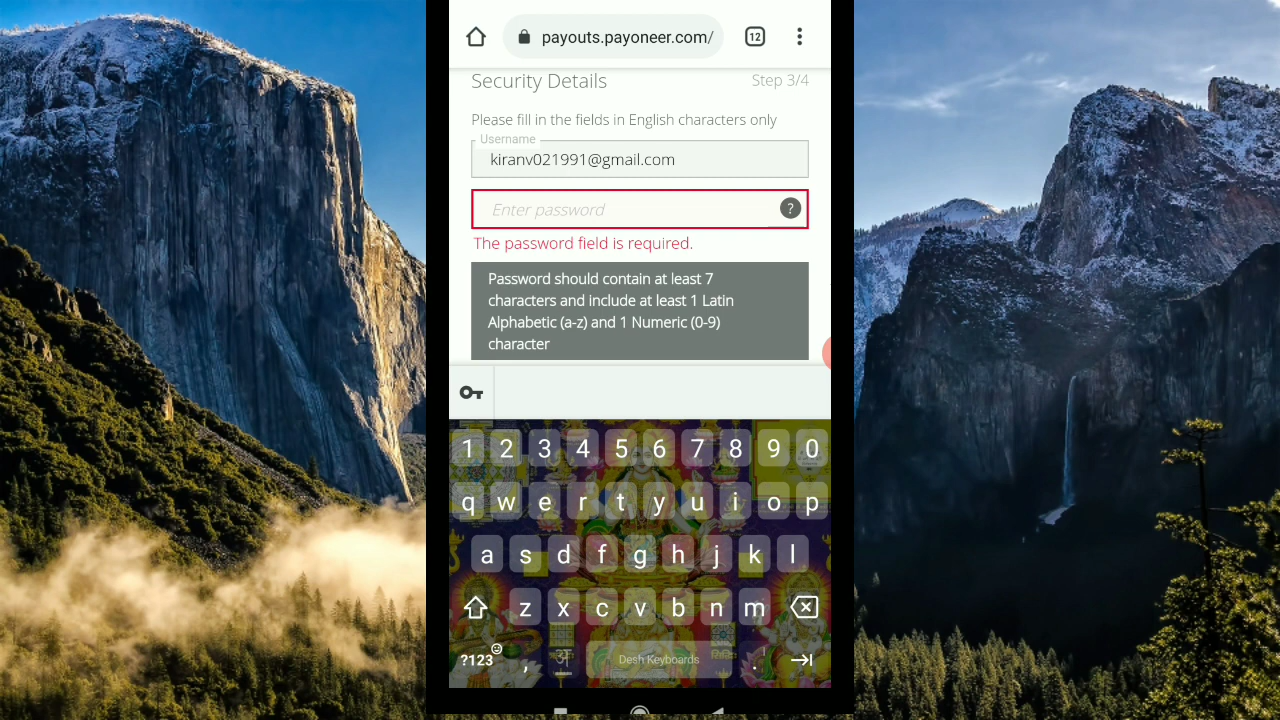 payouts.payoneer.com/
12
Security Details
Step 3/4
Please fill in the fields in English characters only
Username
kiranv021991@gmail.com
Enter password
?
The password field is required.
Password should contain at least 7
characters and include at least 1 Latin
Alphabetic (a-z) and 1 Numeric (0-9)
character
1 2 3 4 5 6 7 8 9 0
q w e r t y u i o p
a s d f g h j k l
z x c v b n m
?123 , अ Desh Keyboards .